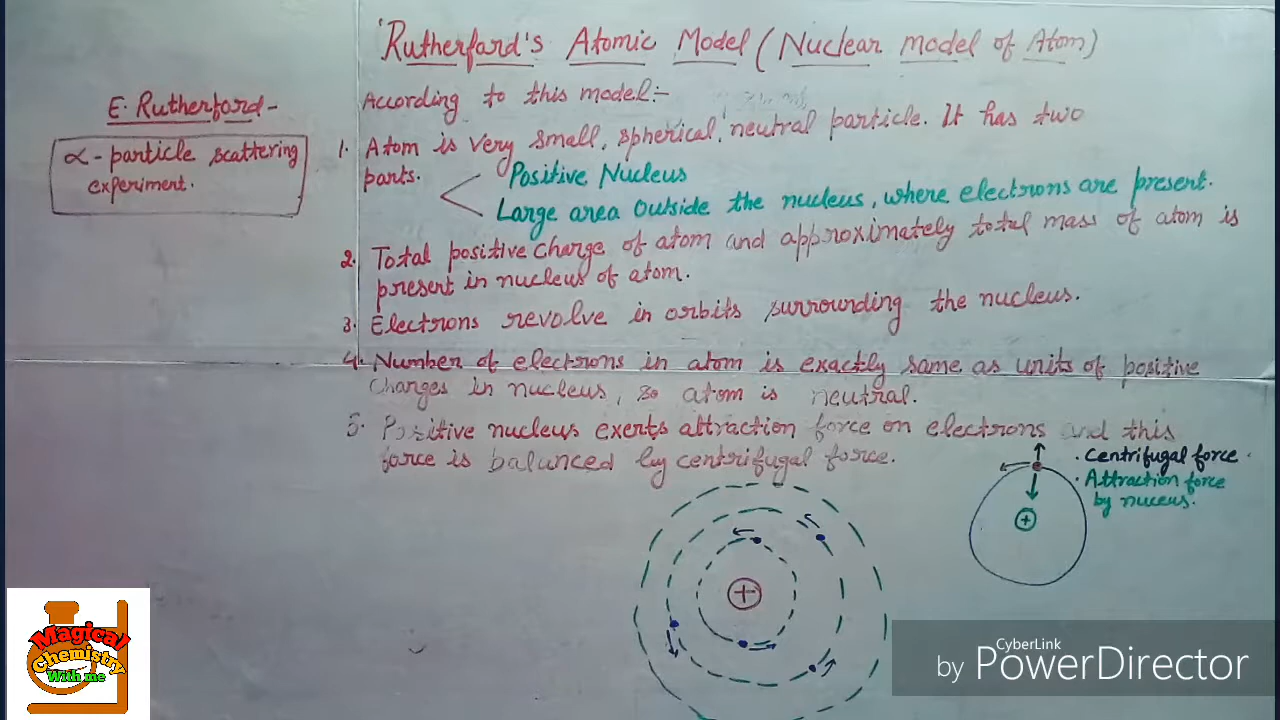 Rutherfard's Atomic Model (Nuclear model of Atom)
E. Rutherford-
α-particle scattering
experiment.
According to this model:-
1. Atom is very small, spherical, neutral particle. It has two
parts.
Positive Nucleus
Large area outside the nucleus, where electrons are present.
2. Total positive charge of atom and approximately total mass of atom is
present in nucleus of atom.
3. Electrons revolve in orbits surrounding the nucleus.
4. Number of electrons in atom is exactly same as units of positive
charges in nucleus, so atom is neutral.
5. Positive nucleus exerts attraction force on electrons and this
force is balanced by centrifugal force.
. Centrifugal force.
. Attraction force
by nuceus.
+
+
Magical
Chemistry
With me
CyberLink
by PowerDirector